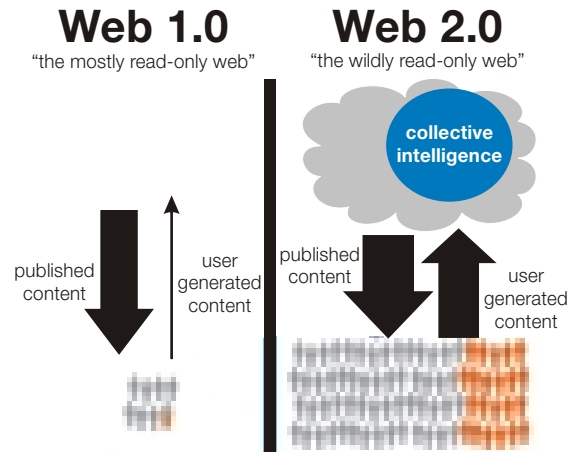 Web 1.0
“the mostly read-only web”
published
content
user
generated
content
Web 2.0
“the wildly read-only web”
collective
intelligence
published
content
user
generated
content